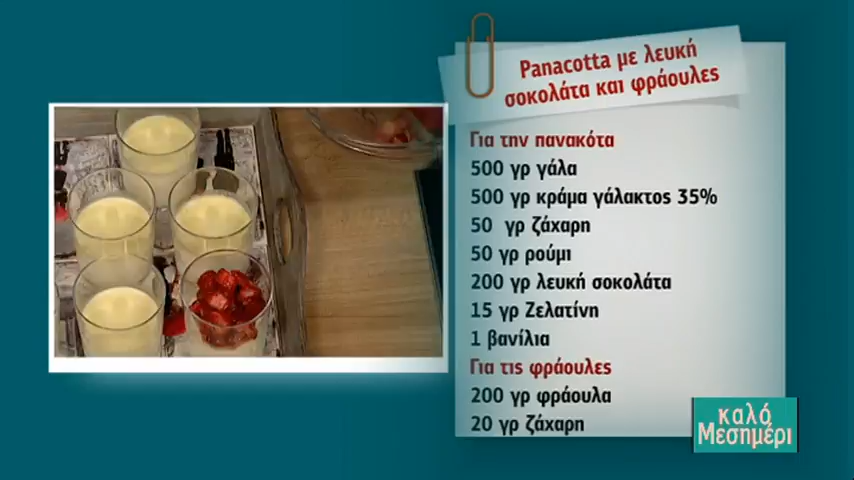 Panacotta με λευκή
σοκολάτα και φράουλες
Για την πανακότα
500 γρ γάλα
500 γρ κράμα γάλακτος 35%
50 γρ ζάχαρη
50 γρ ρούμι
200 γρ λευκή σοκολάτα
15 γρ Ζελατίνη
1 βανίλια
Για τις φράουλες
200 γρ φράουλα
20 γρ ζάχαρη
καλό
Μεσημέρι